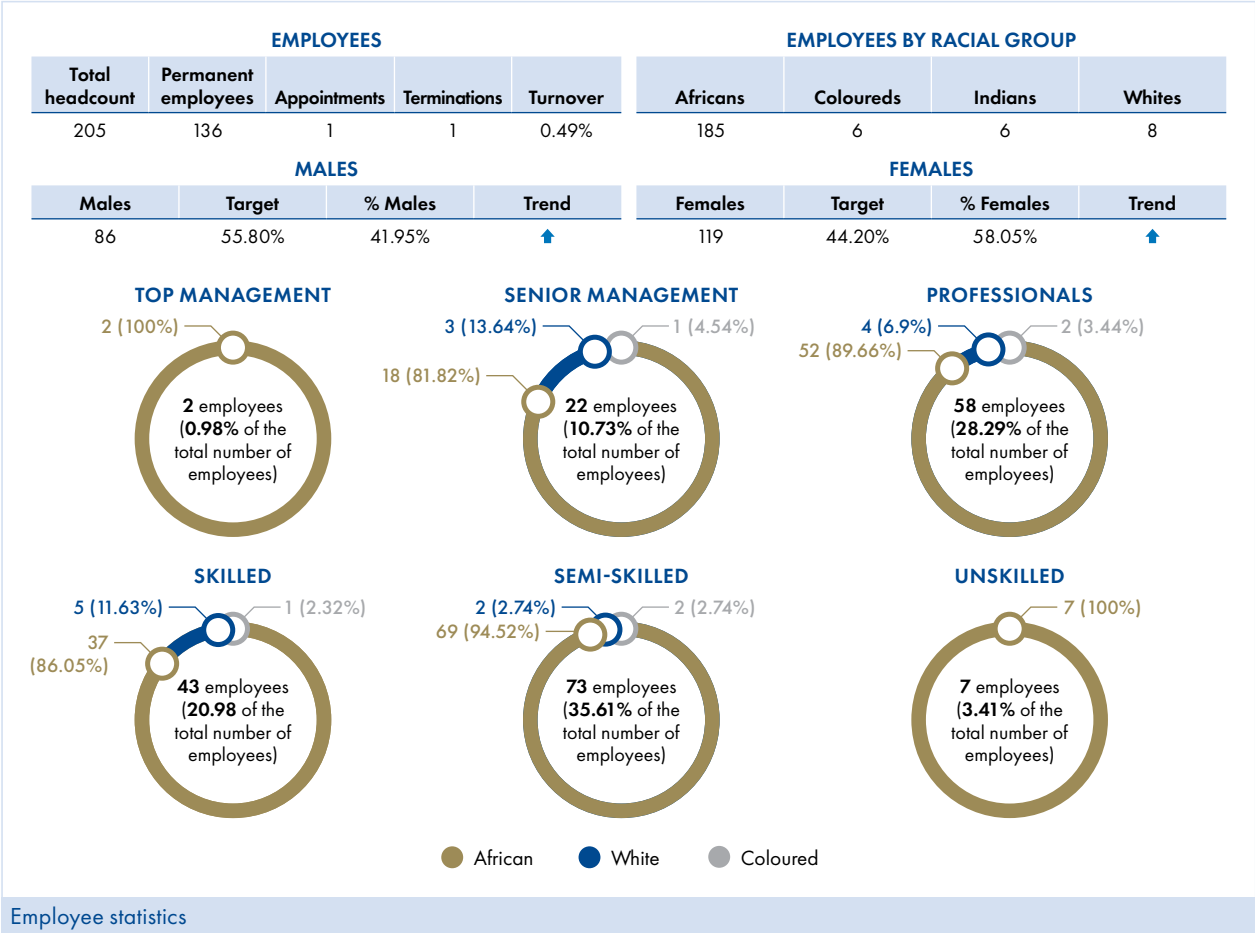 EMPLOYEES
Total headcount Permanent employees Appointments Terminations Turnover
205 136 1 1 0.49%
EMPLOYEES BY RACIAL GROUP
Africans Coloureds Indians Whites
185 6 6 8
MALES
Males Target % Males Trend
86 55.80% 41.95%
FEMALES
Females Target % Females Trend
119 44.20% 58.05%
TOP MANAGEMENT
2 (100%)
2 employees
(0.98% of the
total number of
employees)
SENIOR MANAGEMENT
3 (13.64%)
1 (4.54%)
18 (81.82%)
22 employees
(10.73% of the
total number of
employees)
PROFESSIONALS
4 (6.9%)
2 (3.44%)
52 (89.66%)
58 employees
(28.29% of the
total number of
employees)
SKILLED
5 (11.63%)
1 (2.32%)
37
(86.05%)
43 employees
(20.98 of the
total number of
employees)
SEMI-SKILLED
2 (2.74%)
2 (2.74%)
69 (94.52%)
73 employees
(35.61% of the
total number of
employees)
UNSKILLED
7 (100%)
7 employees
(3.41% of the
total number of
employees)
African White Coloured
Employee statistics